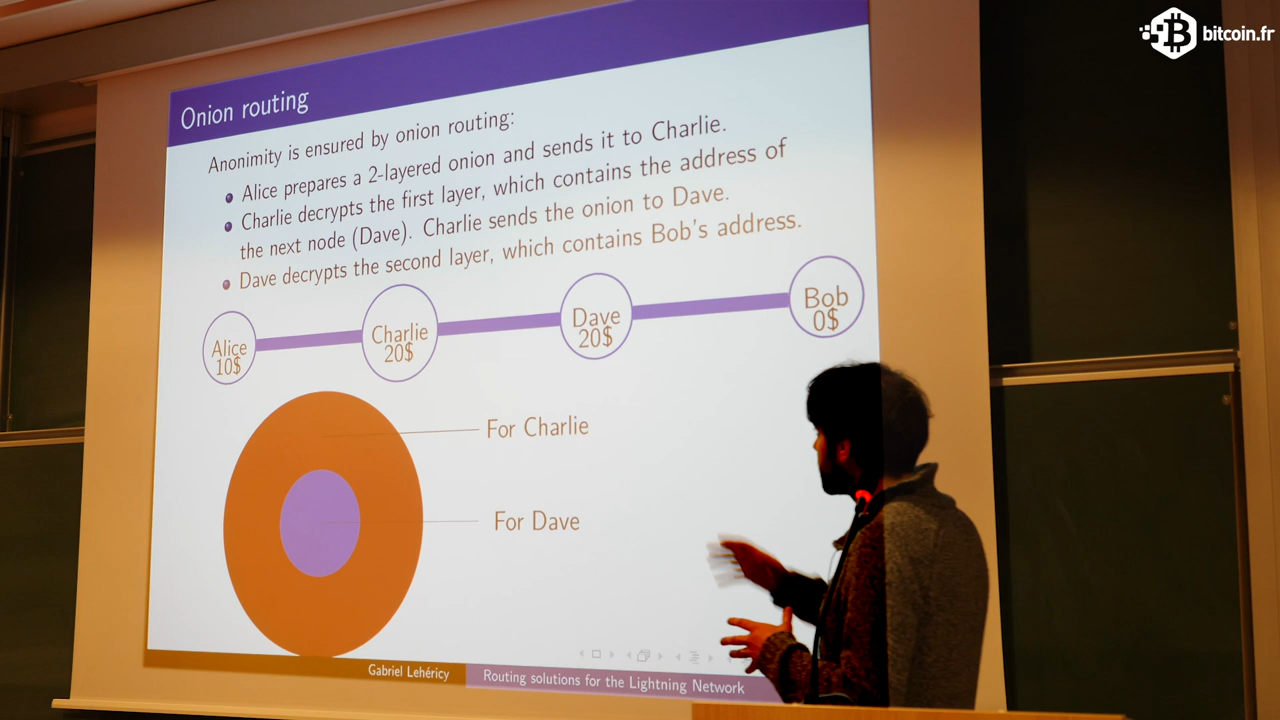 bitcoin.fr
Onion routing
Anonimity is ensured by onion routing:
Alice prepares a 2-layered onion and sends it to Charlie.
Charlie decrypts the first layer, which contains the address of
the next node (Dave). Charlie sends the onion to Dave.
Dave decrypts the second layer, which contains Bob's address.
Alice
10$
Charlie
20$
Dave
20$
Bob
0$
For Charlie
For Dave
Gabriel Lehéricy
Routing solutions for the Lightning Network